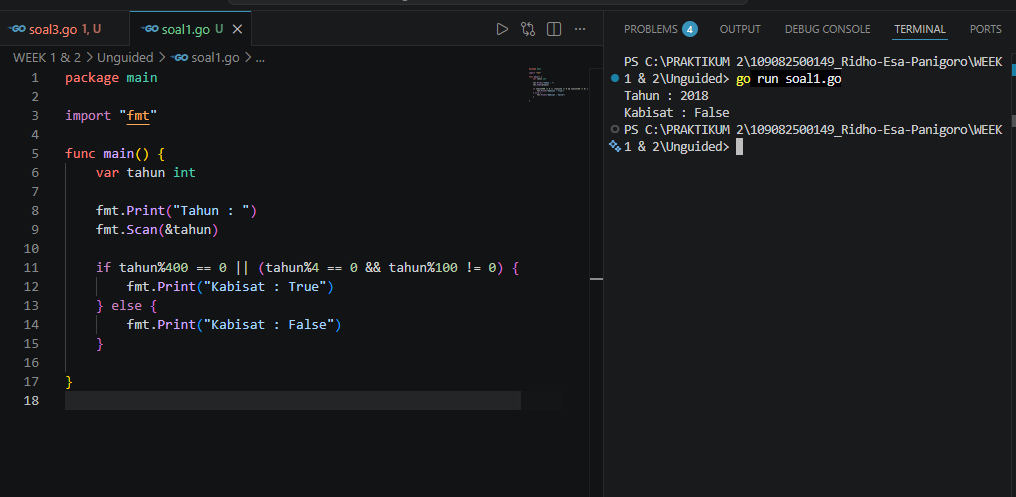 soal3.go 1, U
soal1.go U
PROBLEMS 4 OUTPUT DEBUG CONSOLE TERMINAL PORTS
WEEK 1 & 2 > Unguided > soal1.go > ...
1 package main
2
3 import "fmt"
4
5 func main() {
6 var tahun int
7
8 fmt.Print("Tahun : ")
9 fmt.Scan(&tahun)
10
11 if tahun%400 == 0 || (tahun%4 == 0 && tahun%100 != 0) {
12 fmt.Print("Kabisat : True")
13 } else {
14 fmt.Print("Kabisat : False")
15 }
16
17 }
18
PS C:\PRAKTIKUM 2\109082500149_Ridho-Esa-Panigoro\WEEK
1 & 2\Unguided> go run soal1.go
Tahun : 2018
Kabisat : False
PS C:\PRAKTIKUM 2\109082500149_Ridho-Esa-Panigoro\WEEK
1 & 2\Unguided>